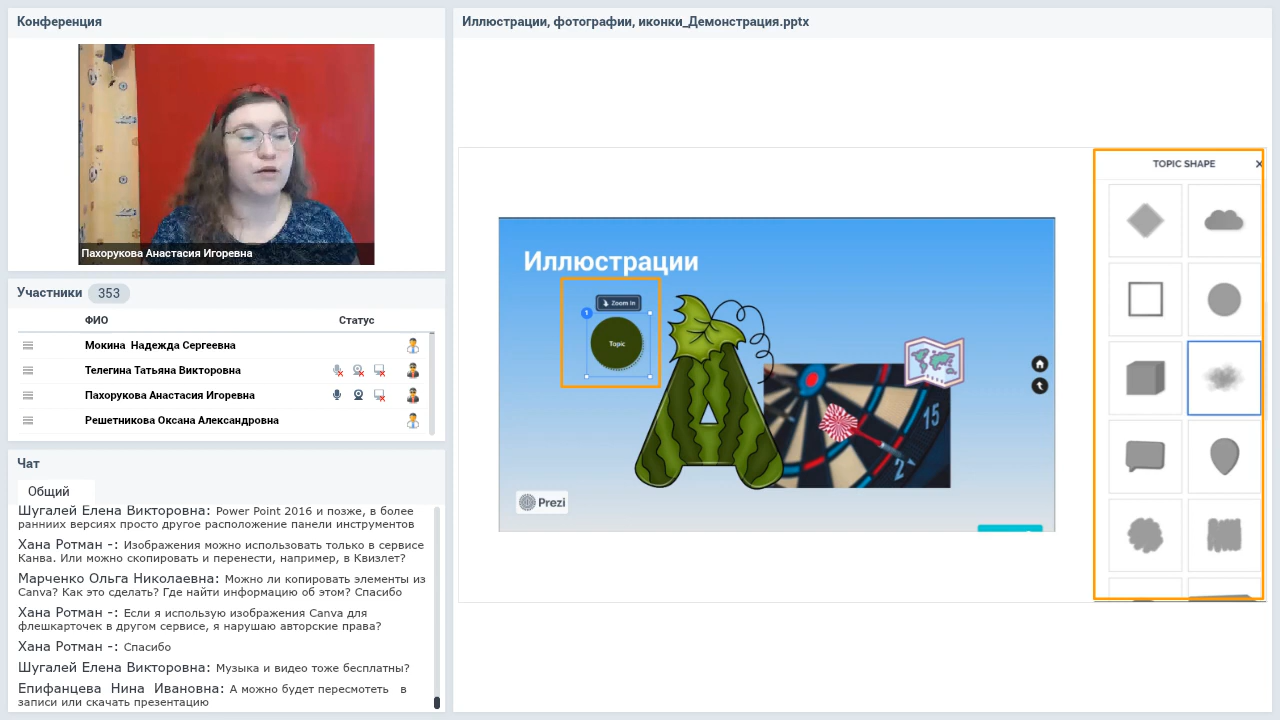 Конференция
Пахорукова Анастасия Игоревна
Участники 353
ФИО Статус
Мокина Надежда Сергеевна
Телегина Татьяна Викторовна
Пахорукова Анастасия Игоревна
Решетникова Оксана Александровна
Чат
Общий
Шугалей Елена Викторовна: Power Point 2016 и позже, в более
ранниих версиях просто другое расположение панели инструментов
Хана Ротман -: Изображения можно использовать только в сервисе
Канва. Или можно скопировать и перенести, например, в Квизлет?
Марченко Ольга Николаевна: Можно ли копировать элементы из
Canva? Как это сделать? Где найти информацию об этом? Спасибо
Хана Ротман -: Если я использую изображения Canva для
флешкарточек в другом сервисе, я нарушаю авторские права?
Хана Ротман -: Спасибо
Шугалей Елена Викторовна: Музыка и видео тоже бесплатны?
Епифанцева Нина Ивановна: А можно будет пересмотеть в
записи или скачать презентацию
Иллюстрации, фотографии, иконки_Демонстрация.pptx
Иллюстрации
Zoom In
1
Topic
15
2
Prezi
TOPIC SHAPE